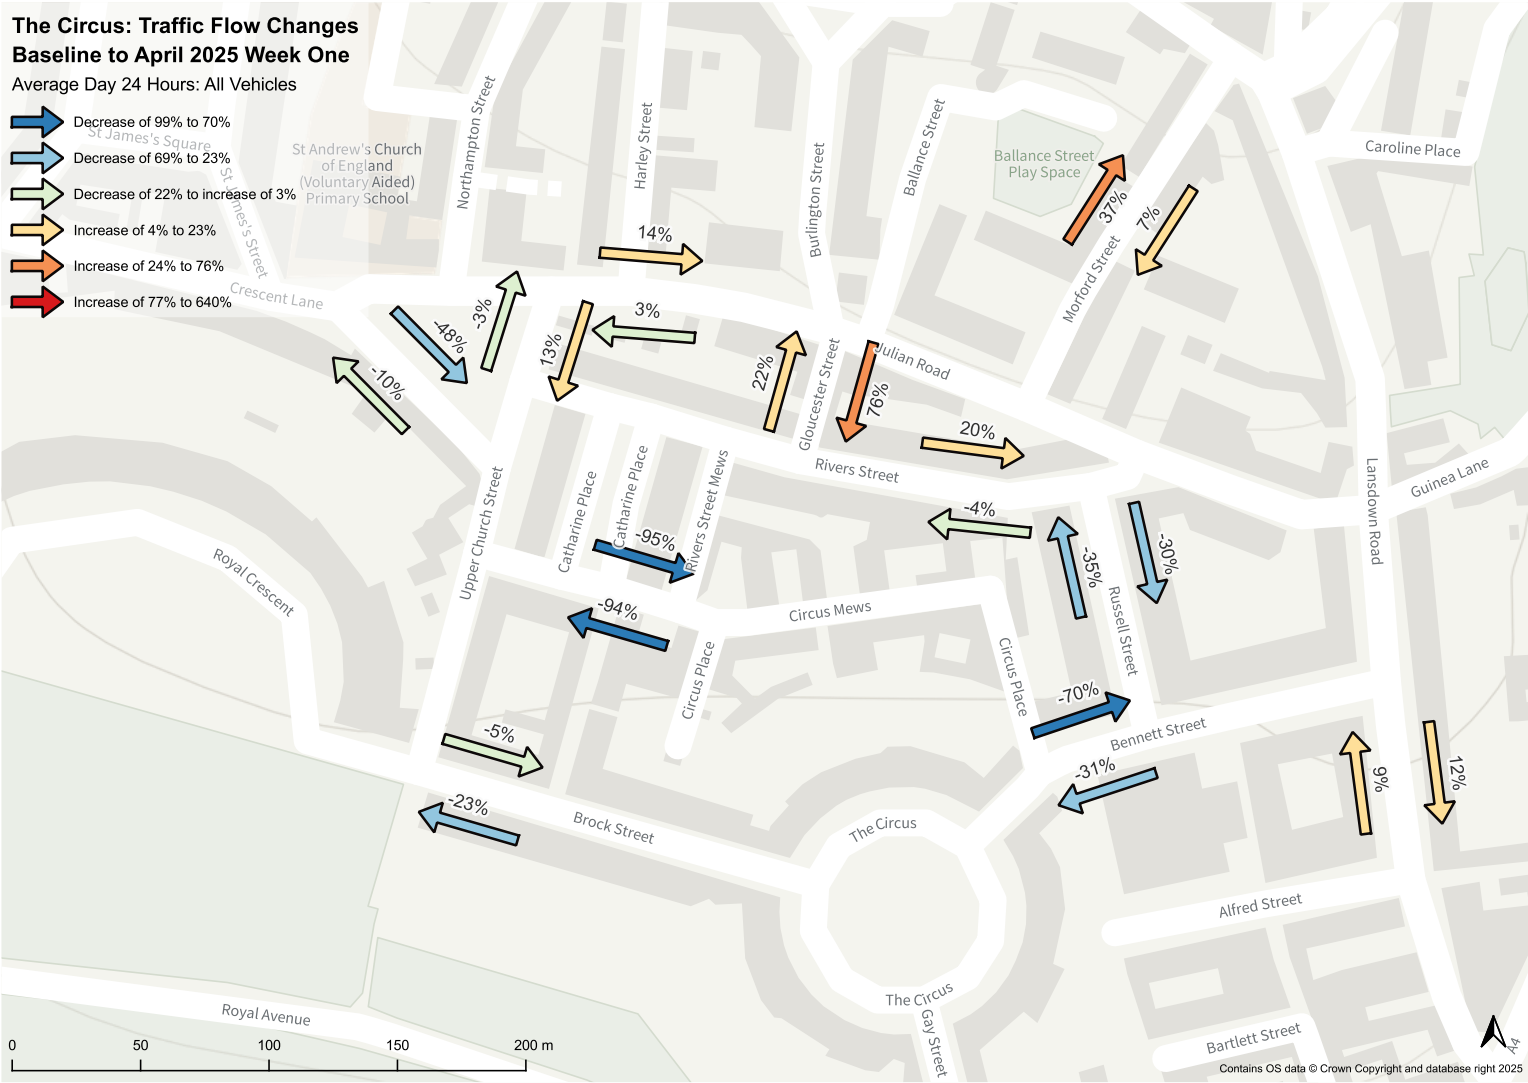 The Circus: Traffic Flow Changes
Baseline to April 2025 Week One
Average Day 24 Hours: All Vehicles
Decrease of 99% to 70%
Decrease of 69% to 23%
Decrease of 22% to increase of 3%
Increase of 4% to 23%
Increase of 24% to 76%
Increase of 77% to 640%
St James's Square
St James's Street
St Andrew's Church
of England
(Voluntary Aided)
Primary School
Northampton Street
Harley Street
Burlington Street
Ballance Street
Ballance Street
Play Space
Caroline Place
37%
7%
Morford Street
14%
Crescent Lane
-48%
-3%
13%
3%
-10%
22%
Gloucester Street
76%
Julian Road
20%
Rivers Street
-4%
Lansdown Road
Guinea Lane
Upper Church Street
Catharine Place
Catharine Place
Rivers Street Mews
-95%
-94%
Royal Crescent
Circus Mews
Circus Place
Circus Place
-35%
-30%
Russell Street
-70%
Bennett Street
-31%
9%
12%
-5%
-23%
Brock Street
The Circus
The Circus
Gay Street
Alfred Street
Bartlett Street
Royal Avenue
A4
0 50 100 150 200 m
Contains OS data © Crown Copyright and database right 2025